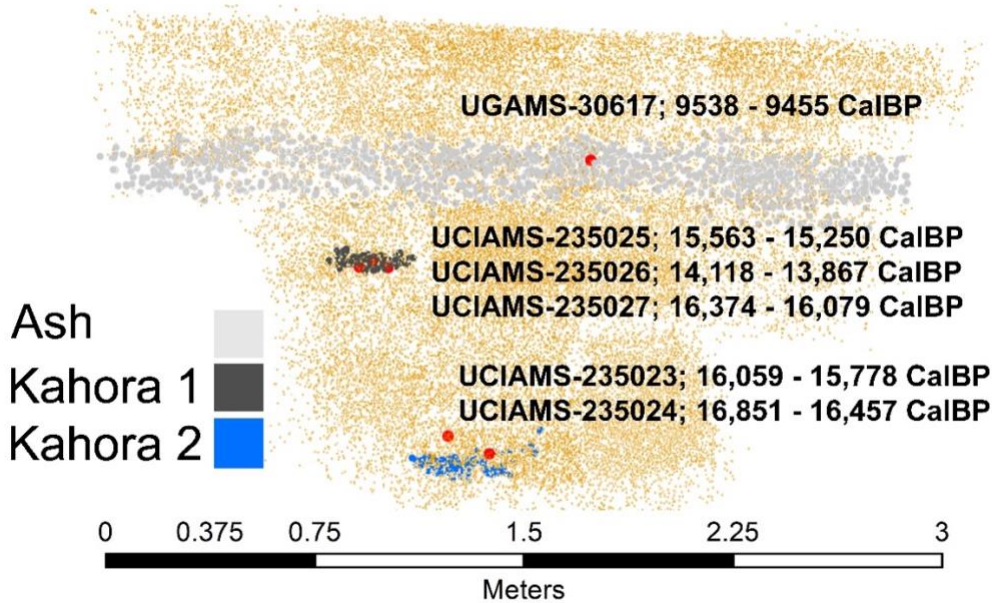 UGAMS-30617; 9538 - 9455 CalBP
UCIAMS-235025; 15,563 - 15,250 CalBP
UCIAMS-235026; 14,118 - 13,867 CalBP
UCIAMS-235027; 16,374 - 16,079 CalBP
UCIAMS-235023; 16,059 - 15,778 CalBP
UCIAMS-235024; 16,851 - 16,457 CalBP
Ash
Kahora 1
Kahora 2
0 0.375 0.75 1.5 2.25 3
Meters